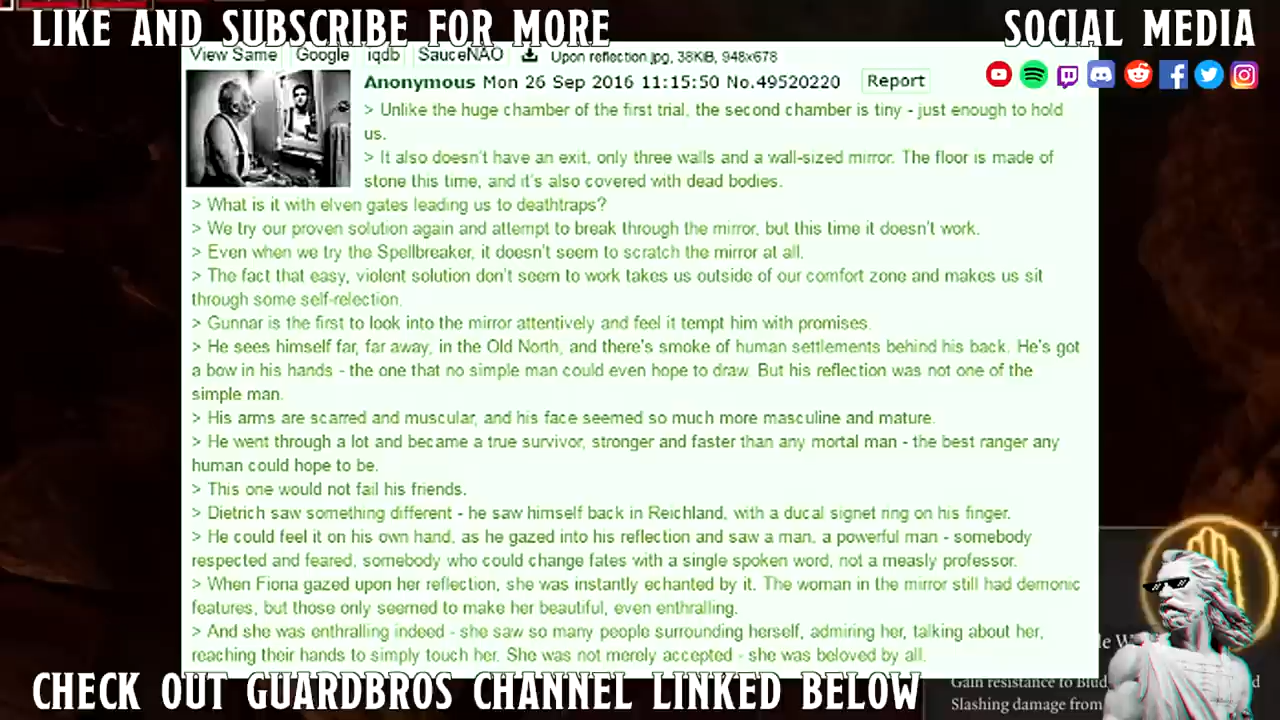 LIKE AND SUBSCRIBE FOR MORE
SOCIAL MEDIA
View Same Google iqdb SauceNAO Upon reflection.jpg, 38KiB, 948x678
Anonymous Mon 26 Sep 2016 11:15:50 No.49520220 Report
> Unlike the huge chamber of the first trial, the second chamber is tiny - just enough to hold
us.
> It also doesn't have an exit, only three walls and a wall-sized mirror. The floor is made of
stone this time, and it's also covered with dead bodies.
> What is it with elven gates leading us to deathtraps?
> We try our proven solution again and attempt to break through the mirror, but this time it doesn't work.
> Even when we try the Spellbreaker, it doesn't seem to scratch the mirror at all.
> The fact that easy, violent solution don't seem to work takes us outside of our comfort zone and makes us sit
through some self-relection.
> Gunnar is the first to look into the mirror attentively and feel it tempt him with promises.
> He sees himself far, far away, in the Old North, and there's smoke of human settlements behind his back. He's got
a bow in his hands - the one that no simple man could even hope to draw. But his reflection was not one of the
simple man.
> His arms are scarred and muscular, and his face seemed so much more masculine and mature.
> He went through a lot and became a true survivor, stronger and faster than any mortal man - the best ranger any
human could hope to be.
> This one would not fail his friends.
> Dietrich saw something different - he saw himself back in Reichland, with a ducal signet ring on his finger.
> He could feel it on his own hand, as he gazed into his reflection and saw a man, a powerful man - somebody
respected and feared, somebody who could change fates with a single spoken word, not a measly professor.
> When Fiona gazed upon her reflection, she was instantly echanted by it. The woman in the mirror still had demonic
features, but those only seemed to make her beautiful, even enthralling.
> And she was enthralling indeed - she saw so many people surrounding herself, admiring her, talking about her,
reaching their hands to simply touch her. She was not merely accepted - she was beloved by all.
CHECK OUT GUARDBROS CHANNEL LINKED BELOW
Gain resistance to
Slashing damage from